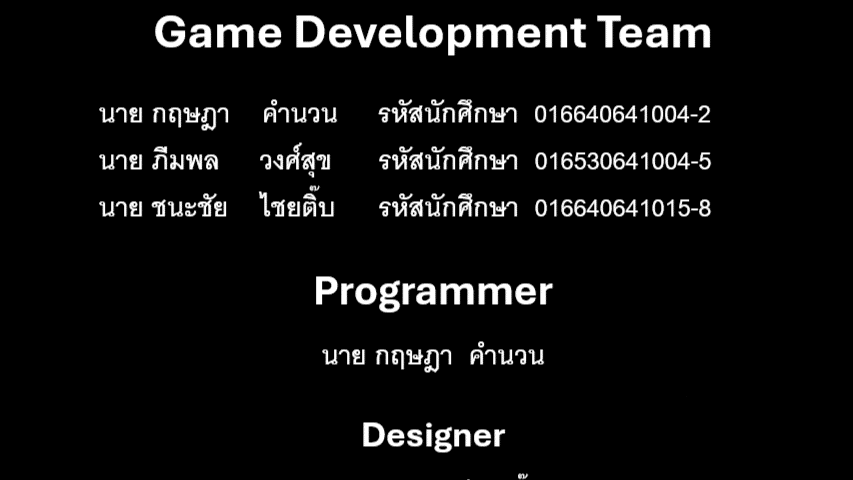 Game Development Team
นาย กฤษฎา คำนวน รหัสนักศึกษา 016640641004-2
นาย ภีมพล วงศ์สุข รหัสนักศึกษา 016530641004-5
นาย ชนะชัย ไชยติ๊บ รหัสนักศึกษา 016640641015-8
Programmer
นาย กฤษฎา คำนวน
Designer